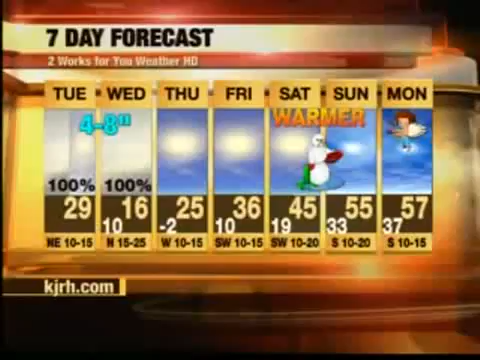 7 DAY FORECAST
2 Works for You Weather HD
TUE WED THU FRI SAT SUN MON
4-8"
WARMER
100% 100%
29 16 25 36 45 55 57
10 -2 10 19 33 37
NE 10-15 N 15-25 W 10-15 SW 10-15 SW 10-20 S 10-20 S 10-15
kjrh.com